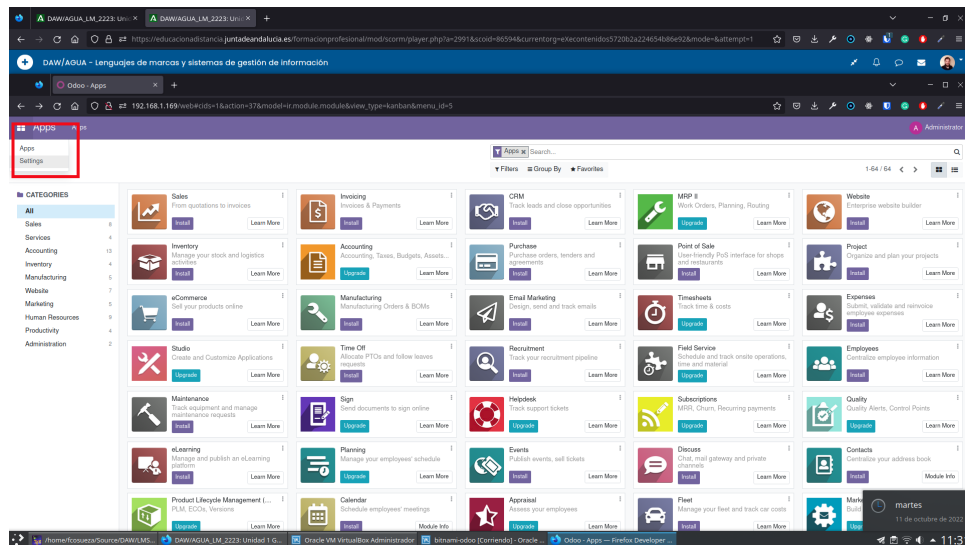 DAW/AGUA_LM_2223: Uni
DAW/AGUA_LM_2223: Uni
https://educacionadistancia.juntadeandalucia.es/formacionprofesional/mod/scorm/player.php?a=2991&scoid=86594&currentorg=eXecontenidos5720b2a224654b86e92&mode=&attempt=1
DAW/AGUA - Lenguajes de marcas y sistemas de gestión de información
Odoo - Apps
192.168.1.169/web#cids=1&action=37&model=ir.module.module&view_type=kanban&menu_id=5
Apps Apps
A Administrator
Apps
Settings
Apps Search...
Filters Group By Favorites 1-64 / 64
CATEGORIES
All
Sales 8
Services 4
Accounting
Inventory 4
Manufacturing 5
Website 7
Marketing 5
Human Resources
Productivity 4
Administration 2
Sales Invoicing CRM MRP II Website
From quotations to invoices Invoices & Payments Track leads and close opportunities Work Orders, Planning, Routing Enterprise website builder
Install Learn More Install Learn More Install Learn More Upgrade Learn More Install Learn More
Inventory Accounting Purchase Point of Sale Project
Manage your stock and logistics activities Accounting, Taxes, Budgets, Assets... Purchase orders, tenders and agreements User-friendly PoS interface for shops and restaurants Organize and plan your projects
Install Learn More Upgrade Learn More Install Learn More Install Learn More Install Learn More
eCommerce Manufacturing Email Marketing Timesheets Expenses
Sell your products online Manufacturing Orders & BOMs Design, send and track emails Track time & costs Submit, validate and reinvoice employee expenses
Install Learn More Install Learn More Install Learn More Upgrade Learn More Install Learn More
Studio Time Off Recruitment Field Service Employees
Create and Customize Applications Allocate PTOs and follow leaves requests Track your recruitment pipeline Schedule and track onsite operations, time and material Centralize employee information
Upgrade Learn More Install Learn More Install Learn More Upgrade Learn More Install Learn More
Maintenance Sign Helpdesk Subscriptions Quality
Track equipment and manage maintenance requests Send documents to sign online Track support tickets MRR, Churn, Recurring payments Quality Alerts, Control Points
Install Learn More Upgrade Learn More Upgrade Learn More Upgrade Learn More Upgrade Learn More
eLearning Planning Events Discuss Contacts
Manage and publish an eLearning platform Manage your employees' schedule Publish events, sell tickets Chat, mail gateway and private channels Centralize your address book
Install Learn More Upgrade Learn More Install Learn More Install Learn More Install Module Info
Product Lifecycle Management (... Calendar Appraisal Fleet Marke
PLM, ECOs, Versions Schedule employees' meetings Assess your employees Manage your fleet and track car costs Build
Upgrade Learn More Install Module Info Upgrade Learn More Install Learn More Upgrade
martes
11 de octubre de 2022
/home/fcosueza/Source/DAW/LMS... DAW/AGUA_LM_2223: Unidad 1 G... Oracle VM VirtualBox Administrador bitnami-odoo [Corriendo] - Oracle ... Odoo - Apps — Firefox Developer ... 11:3